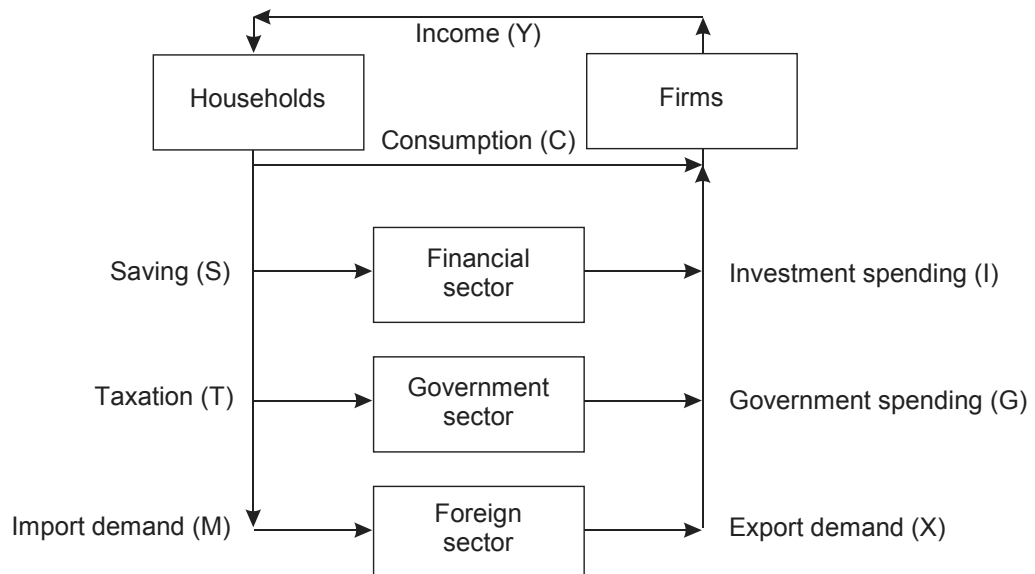 Income (Y)
Households
Firms
Consumption (C)
Saving (S)
Financial
sector
Investment spending (I)
Taxation (T)
Government
sector
Government spending (G)
Import demand (M)
Foreign
sector
Export demand (X)